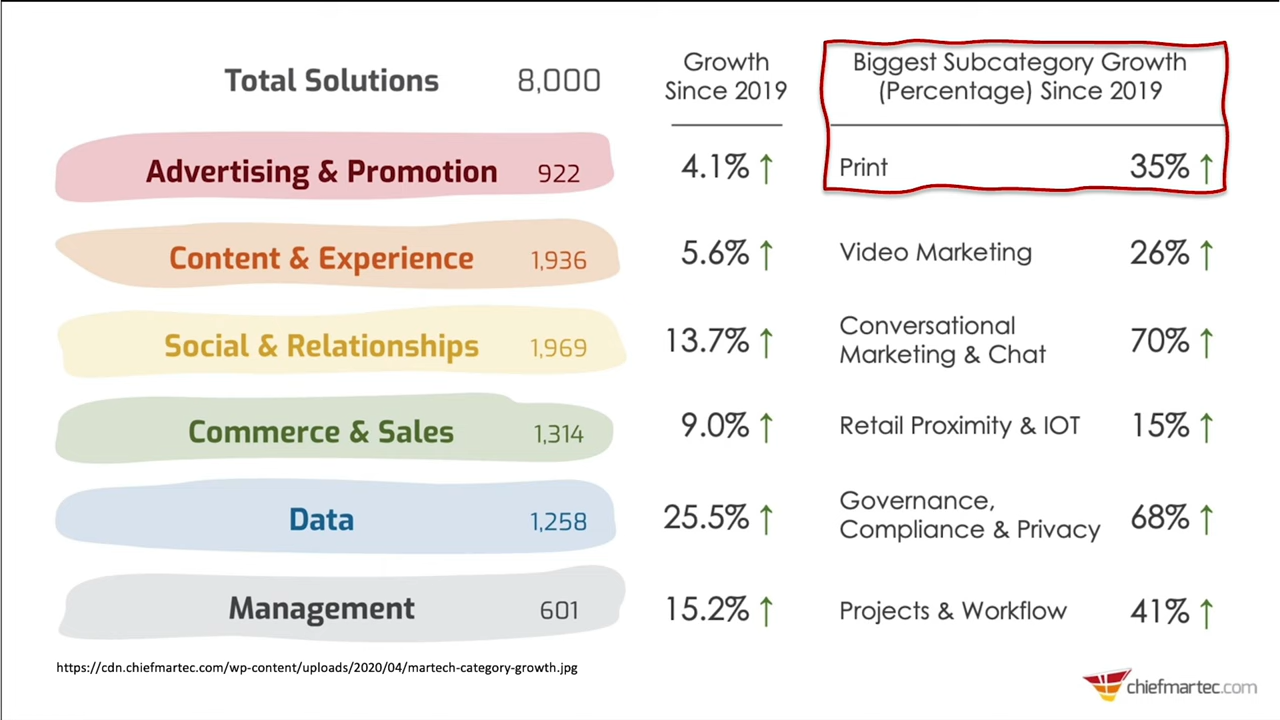 Total Solutions 8,000
Growth
Since 2019
Biggest Subcategory Growth
(Percentage) Since 2019
Advertising & Promotion 922 4.1% ↑ Print 35% ↑
Content & Experience 1,936 5.6% ↑ Video Marketing 26% ↑
Social & Relationships 1,969 13.7% ↑ Conversational
Marketing & Chat 70% ↑
Commerce & Sales 1,314 9.0% ↑ Retail Proximity & IOT 15% ↑
Data 1,258 25.5% ↑ Governance,
Compliance & Privacy 68% ↑
Management 601 15.2% ↑ Projects & Workflow 41% ↑
https://cdn.chiefmartec.com/wp-content/uploads/2020/04/martech-category-growth.jpg
chiefmartec.com